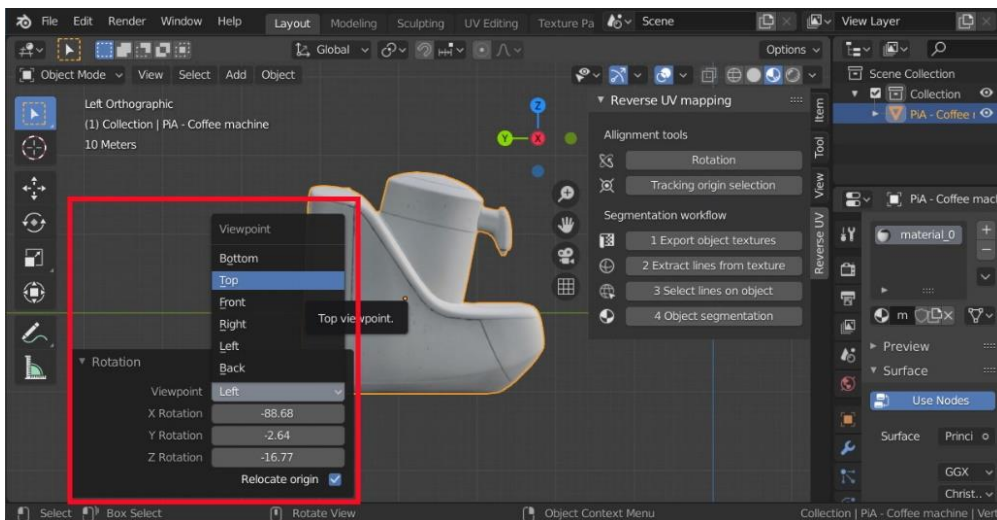 File Edit Render Window Help Layout Modeling Sculpting UV Editing Texture Pa Scene View Layer
Global Options
Object Mode View Select Add Object
Left Orthographic
(1) Collection | PiA - Coffee machine
10 Meters
Z
Y
X
Viewpoint
Bottom
Top
Front
Right
Left
Back
Top viewpoint.
Rotation
Viewpoint Left
X Rotation -88.68
Y Rotation -2.64
Z Rotation -16.77
Relocate origin
Reverse UV mapping
Allignment tools
Rotation
Tracking origin selection
Segmentation workflow
1 Export object textures
2 Extract lines from texture
3 Select lines on object
4 Object segmentation
Item
Tool
View
Reverse UV
Scene Collection
Collection
PiA - Coffee
PiA - Coffee mac
material_0
m
Preview
Surface
Use Nodes
Surface Princi
GGX
Christ..
Select Box Select Rotate View Object Context Menu Collection | PiA - Coffee machine | Ver